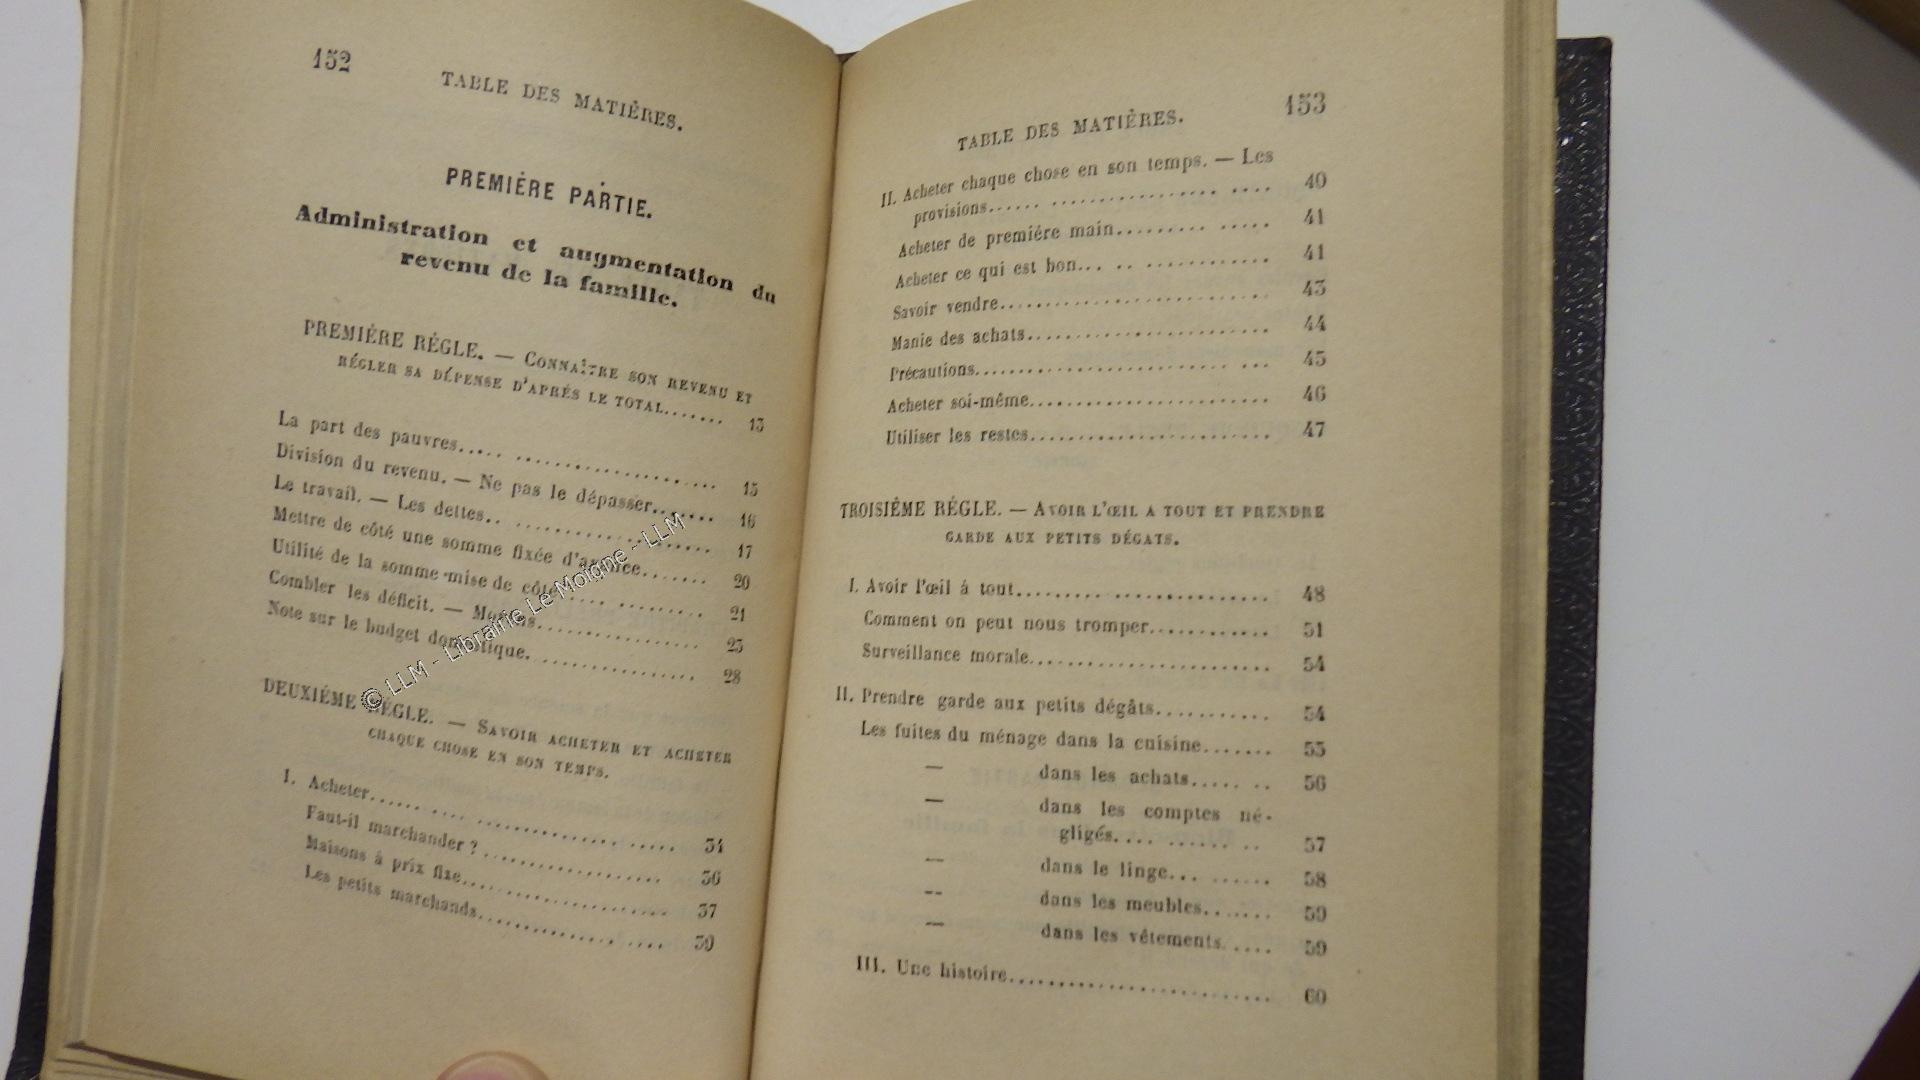 152
TABLE DES MATIÈRES.
PREMIÈRE PARTIE.
Administration et augmentation du
revenu de la famille.
PREMIÈRE RÈGLE. — CONNAÎTRE SON REVENU ET
RÉGLER SA DÉPENSE D'APRÈS LE TOTAL....... 13
La part des pauvres..... ...................... 15
Division du revenu. — Ne pas le dépasser....... 16
Le travail. — Les dettes.. ..................... 17
Mettre de côté une somme fixée d'avance....... 20
Utilité de la somme mise de côté..... ......... 21
Combler les déficit. — Moyens................. 23
Note sur le budget domestique. ................ 28
DEUXIÈME RÈGLE. — SAVOIR ACHETER ET ACHETER
CHAQUE CHOSE EN SON TEMPS.
I. Acheter...... .... ................ ..... 34
Faut-il marchander ? .................. 36
Maisons à prix fixe..................... 37
Les petits marchands............... .... 39
© LLM - Librairie Le Moigne - LLM
153
TABLE DES MATIÈRES.
II. Acheter chaque chose en son temps. — Les
provisions...... .................. .... 40
Acheter de première main......... ..... 41
Acheter ce qui est bon... .. ............ 41
Savoir vendre......................... 43
Manie des achats....................... 44
Précautions......................... ... 45
Acheter soi-même....................... 46
Utiliser les restes....................... 47
TROISIÈME RÈGLE. — AVOIR L'ŒIL A TOUT ET PRENDRE
GARDE AUX PETITS DÉGATS.
I. Avoir l'œil à tout......... .............. 48
Comment on peut nous tromper............ 51
Surveillance morale....................... 54
II. Prendre garde aux petits dégâts............ 54
Les fuites du ménage dans la cuisine....... 55
— dans les achats..... .. 56
— dans les comptes né-
gligés.... ...... .. 57
— dans le linge... ...... 58
— dans les meubles....... 59
— dans les vêtements. .... 59
III. Une histoire........................... 60